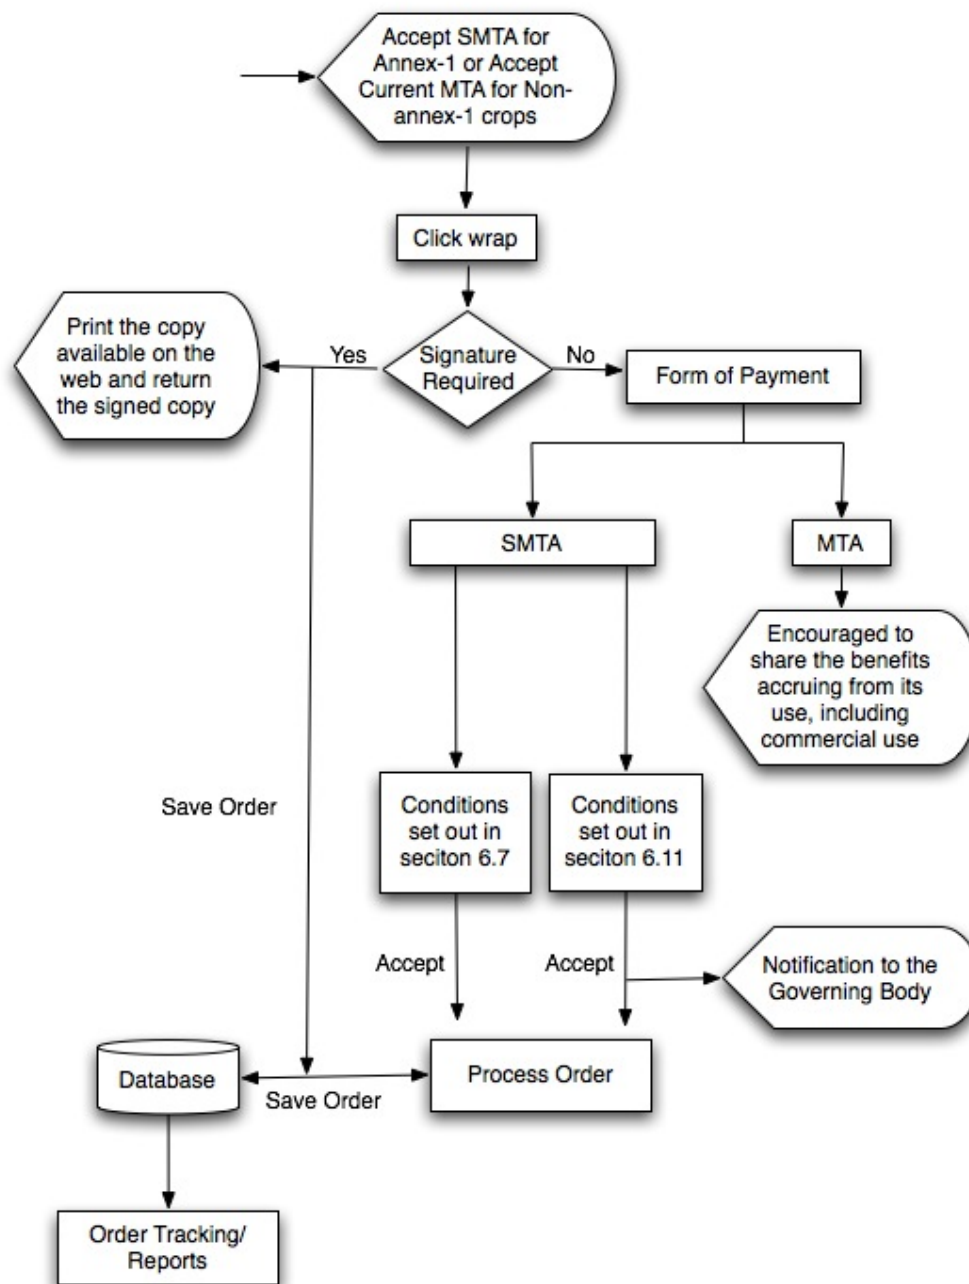 Accept SMTA for
Annex-1 or Accept
Current MTA for Non-
annex-1 crops
Click wrap
Print the copy
available on the
web and return
the signed copy
Yes
Signature
Required
No
Form of Payment
SMTA
MTA
Encouraged to
share the benefits
accruing from its
use, including
commercial use
Save Order
Conditions
set out in
seciton 6.7
Conditions
set out in
seciton 6.11
Accept
Accept
Notification to the
Governing Body
Database
Save Order
Process Order
Order Tracking/
Reports